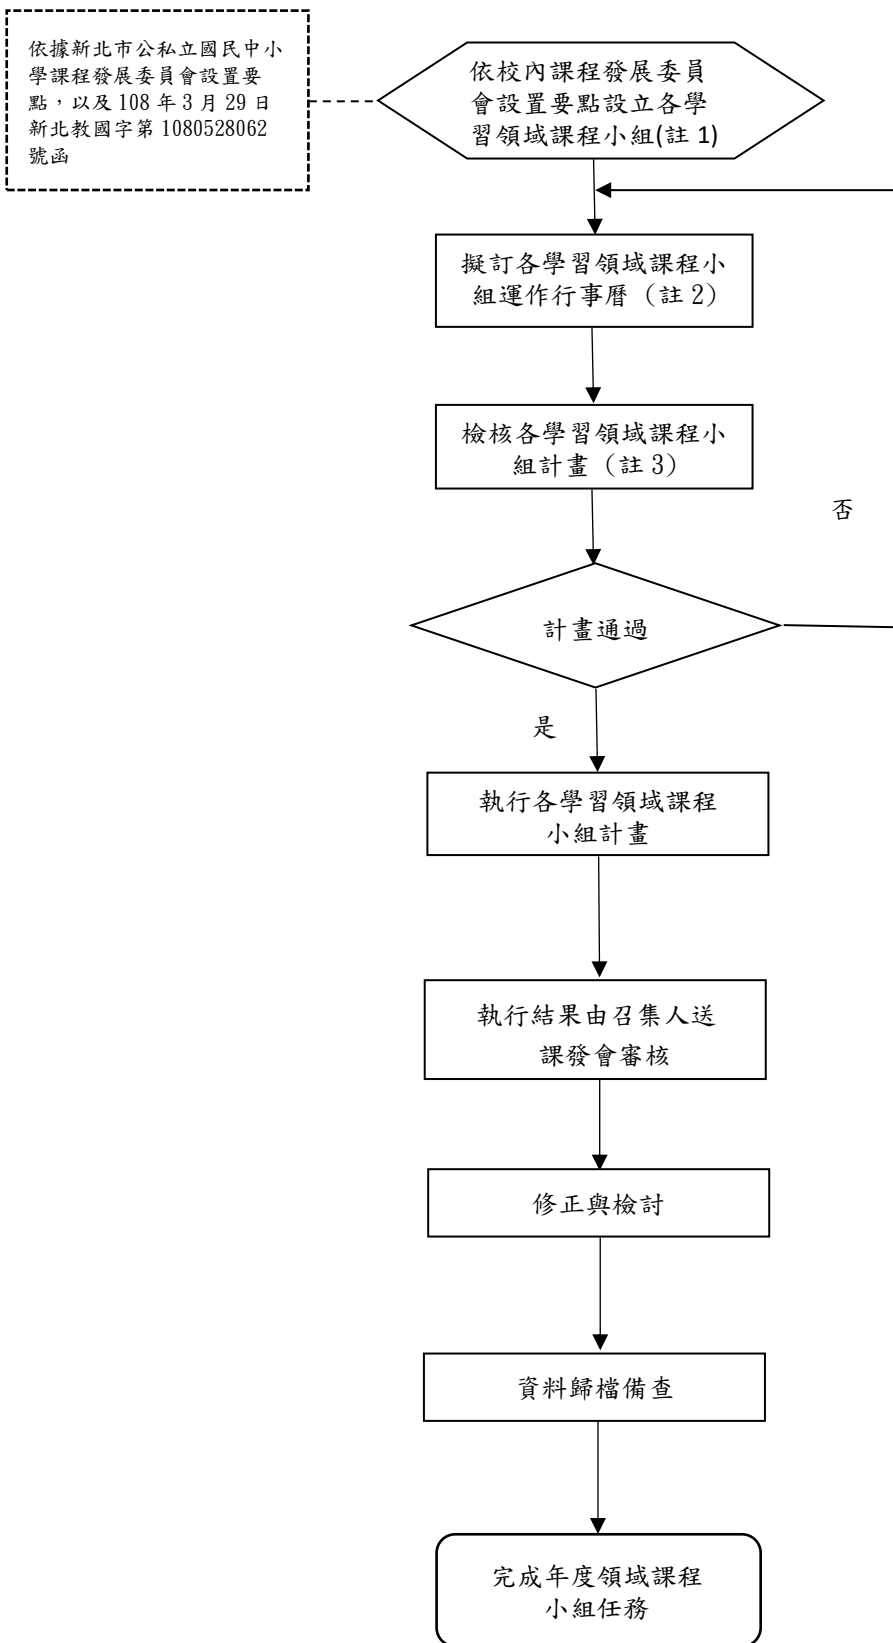 依據新北市公私立國民中小
學課程發展委員會設置要
點，以及 108 年 3 月 29 日
新北教國字第 1080528062
號函
依校內課程發展委員
會設置要點設立各學
習領域課程小組(註 1)
擬訂各學習領域課程小
組運作行事曆（註 2）
檢核各學習領域課程小
組計畫（註 3）
否
計畫通過
是
執行各學習領域課程
小組計畫
執行結果由召集人送
課發會審核
修正與檢討
資料歸檔備查
完成年度領域課程
小組任務